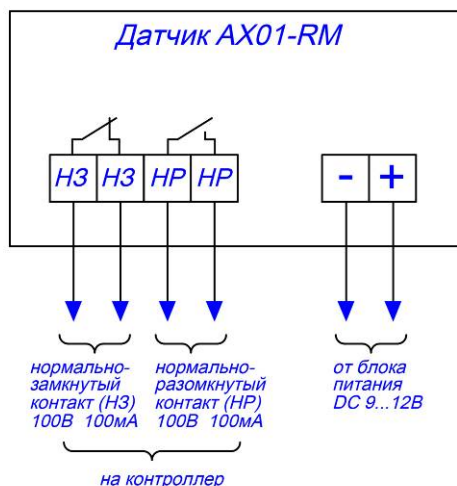 Датчик AX01-RM
НЗ НЗ НР НР - +
нормально-
замкнутый
контакт (НЗ)
100В 100мА
нормально-
разомкнутый
контакт (НР)
100В 100мА
от блока
питания
DC 9...12В
на контроллер